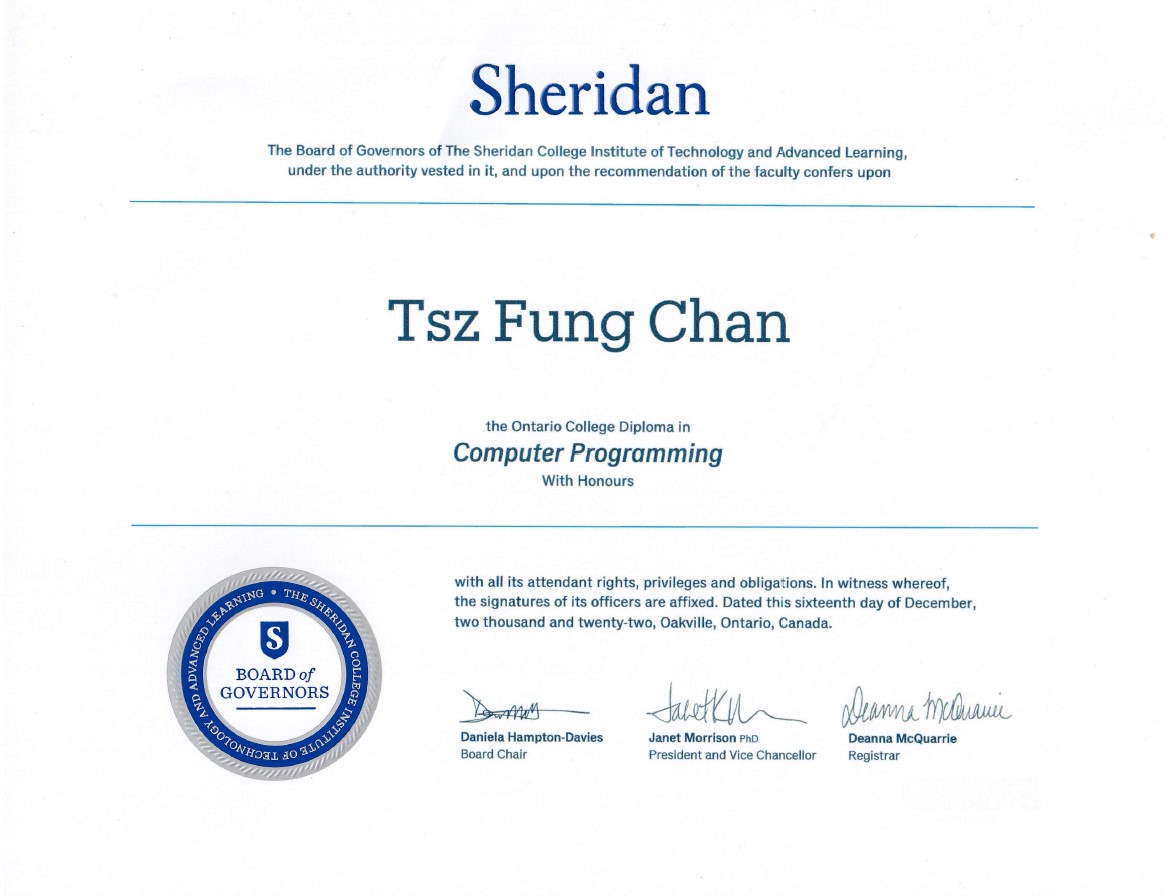 Sheridan
The Board of Governors of The Sheridan College Institute of Technology and Advanced Learning,
under the authority vested in it, and upon the recommendation of the faculty confers upon
Tsz Fung Chan
the Ontario College Diploma in
Computer Programming
With Honours
with all its attendant rights, privileges and obligations. In witness whereof,
the signatures of its officers are affixed. Dated this sixteenth day of December,
two thousand and twenty-two, Oakville, Ontario, Canada.
THE SHERIDAN COLLEGE INSTITUTE OF TECHNOLOGY AND ADVANCED LEARNING •
S
BOARD of
GOVERNORS
Deanna McQuarrie
Daniela Hampton-Davies
Board Chair
Janet Morrison PhD
President and Vice Chancellor
Deanna McQuarrie
Registrar